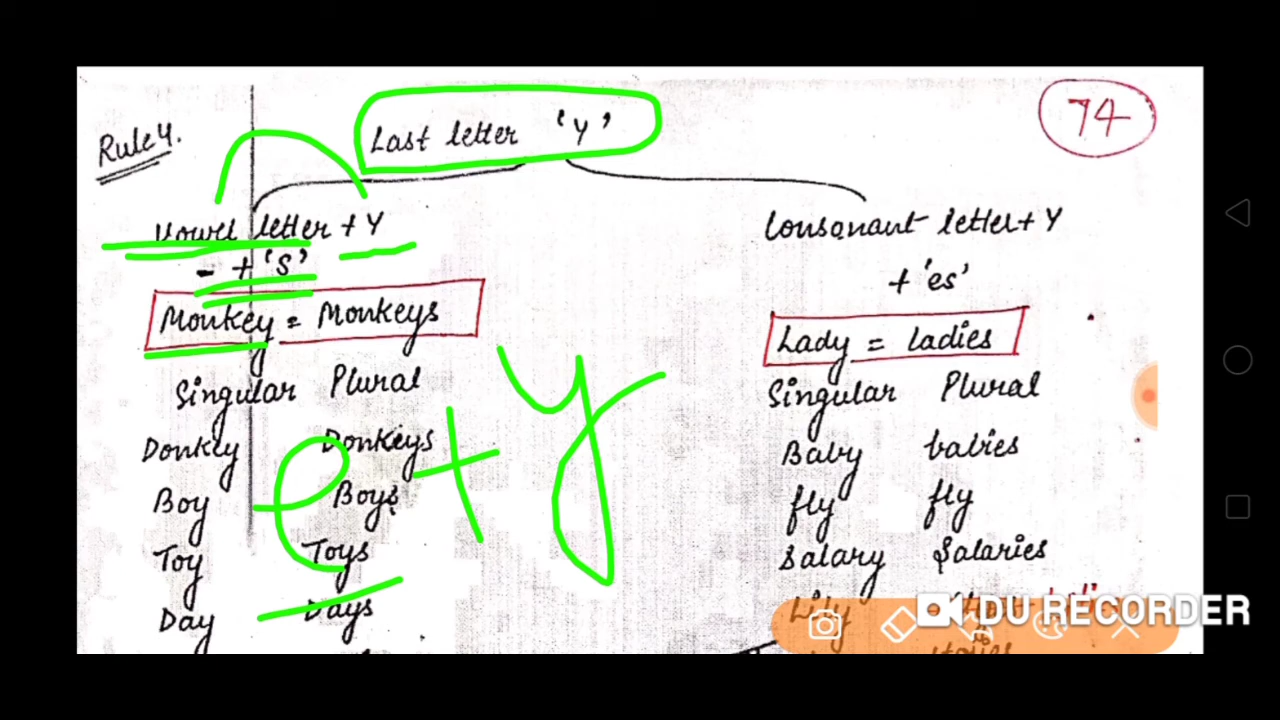 74
Last letter 'y'
Rule 4.
Vowel letter + Y
- + 'S'
Monkey = Monkeys
Singular Plural
Donkey Donkeys
Boy Boys
Toy Toys
Day Days
Consonant letter + Y
+ 'es'
Lady = ladies
Singular Plural
Baby babies
fly fly
Salary Salaries
Lily
e + y
DU RECORDER